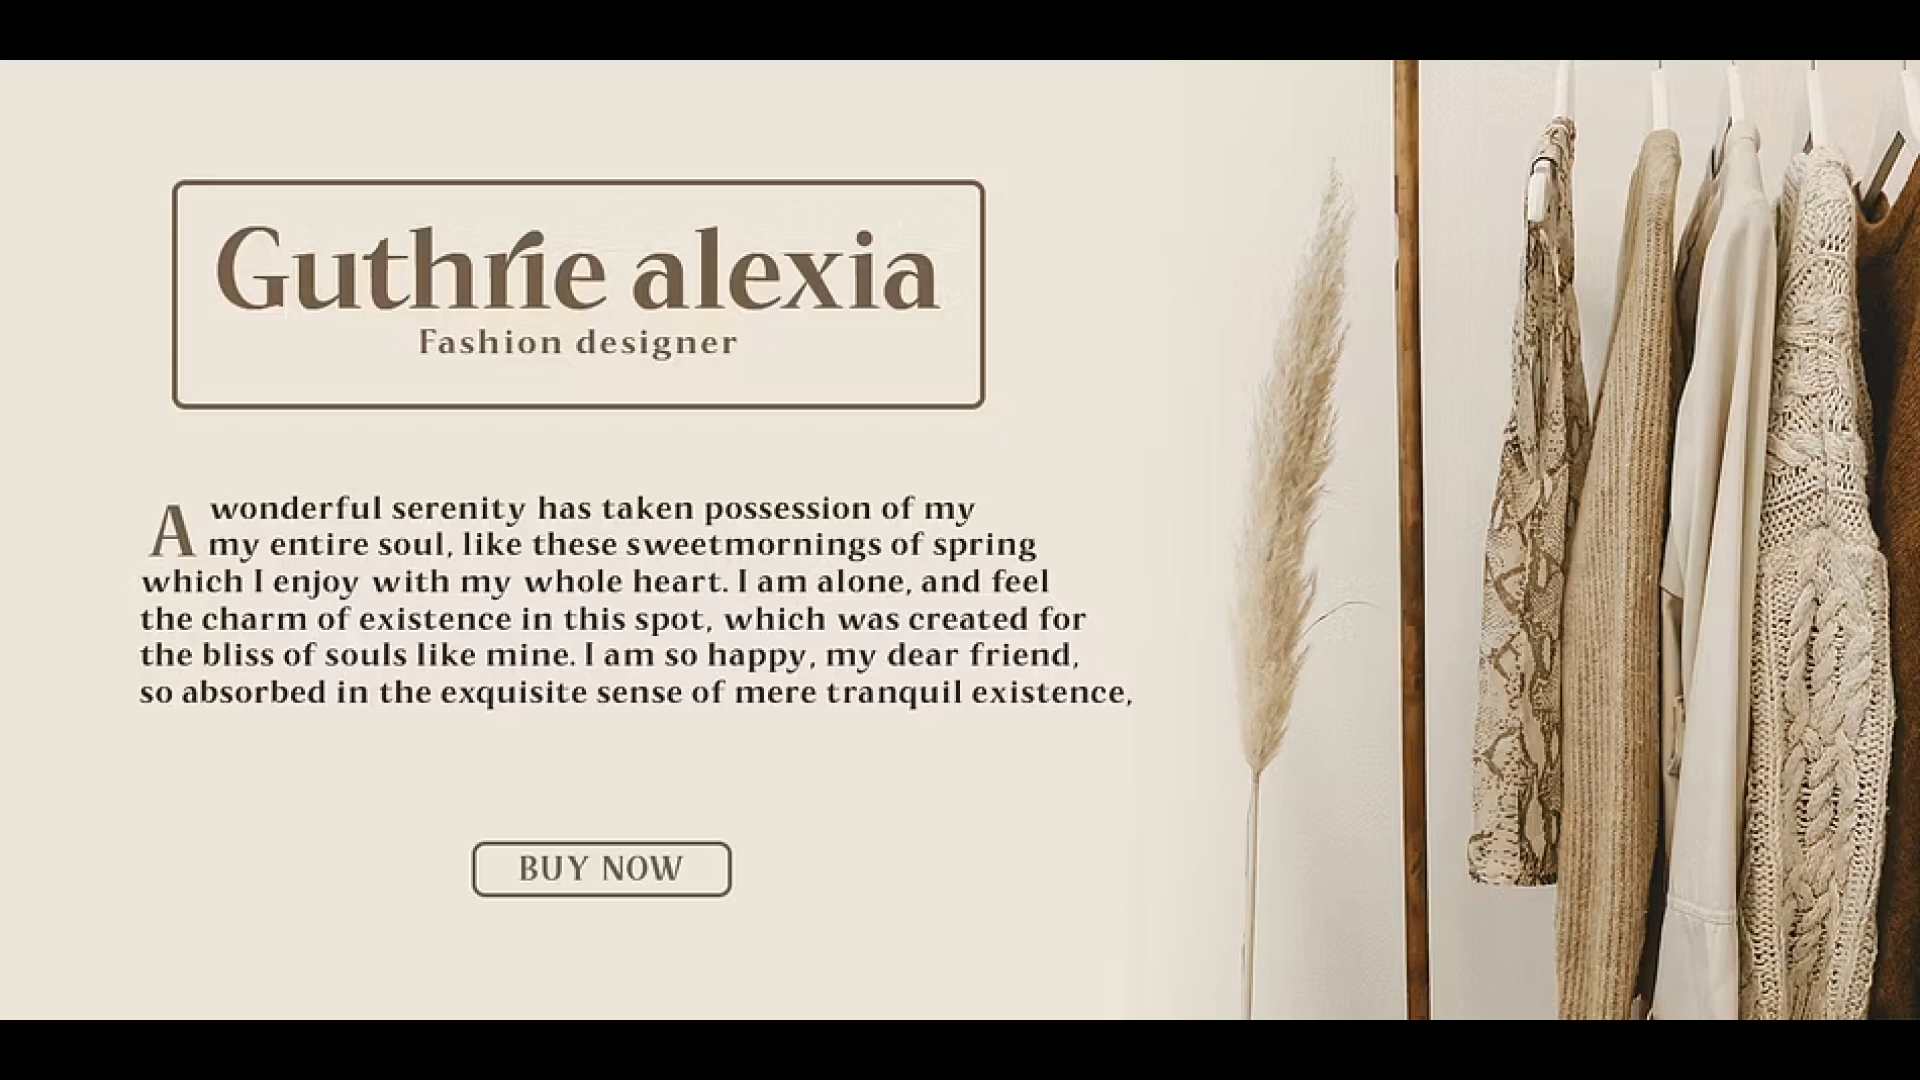 Guthrie alexia
Fashion designer
A wonderful serenity has taken possession of my
my entire soul, like these sweetmornings of spring
which I enjoy with my whole heart. I am alone, and feel
the charm of existence in this spot, which was created for
the bliss of souls like mine. I am so happy, my dear friend,
so absorbed in the exquisite sense of mere tranquil existence,
BUY NOW